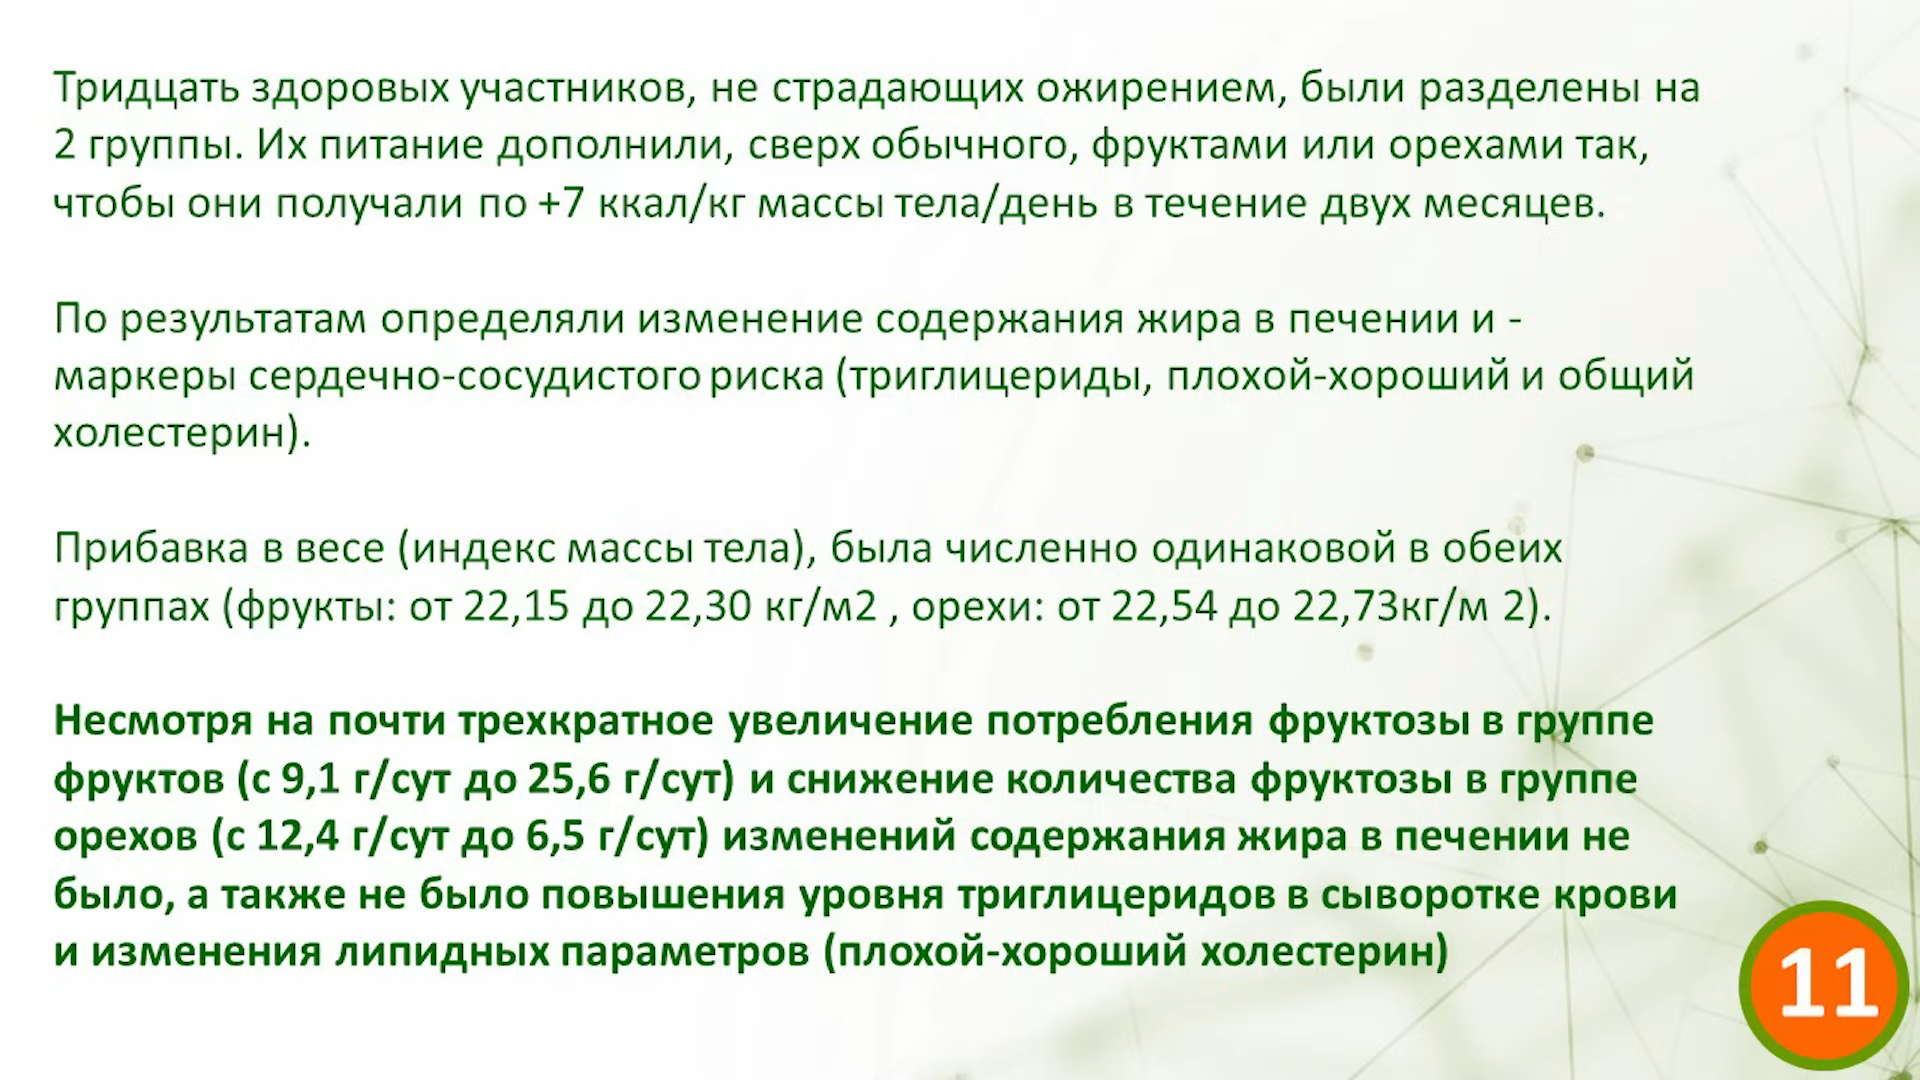 Тридцать здоровых участников, не страдающих ожирением, были разделены на
2 группы. Их питание дополнили, сверх обычного, фруктами или орехами так,
чтобы они получали по +7 ккал/кг массы тела/день в течение двух месяцев.
По результатам определяли изменение содержания жира в печении и -
маркеры сердечно-сосудистого риска (триглицериды, плохой-хороший и общий
холестерин).
Прибавка в весе (индекс массы тела), была численно одинаковой в обеих
группах (фрукты: от 22,15 до 22,30 кг/м2 , орехи: от 22,54 до 22,73кг/м 2).
Несмотря на почти трехкратное увеличение потребления фруктозы в группе
фруктов (с 9,1 г/сут до 25,6 г/сут) и снижение количества фруктозы в группе
орехов (с 12,4 г/сут до 6,5 г/сут) изменений содержания жира в печении не
было, а также не было повышения уровня триглицеридов в сыворотке крови
и изменения липидных параметров (плохой-хороший холестерин)
11